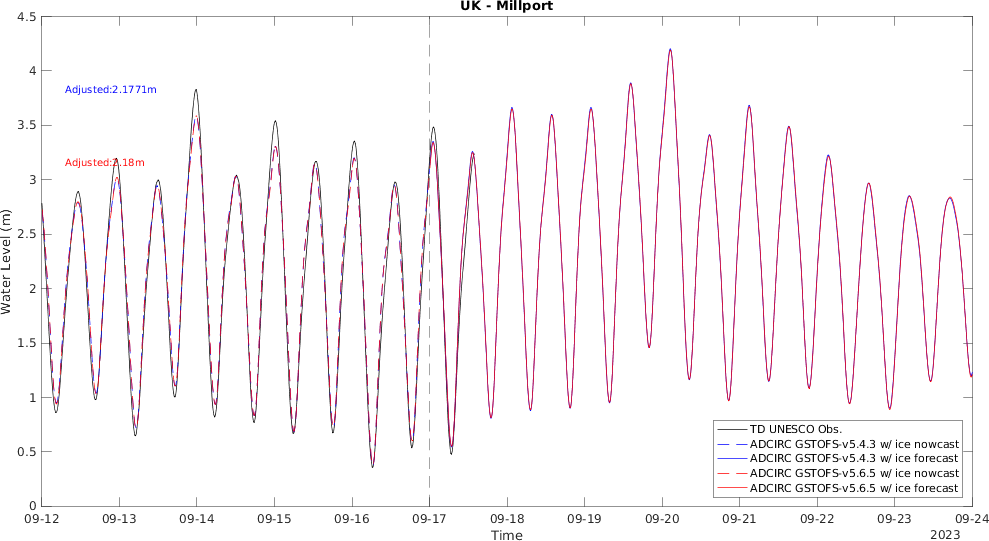 UK - Millport
4.5
4
3.5
3
2.5
2
1.5
1
0.5
0
Water Level (m)
Adjusted:2.1771m
Adjusted:2.18m
TD UNESCO Obs.
ADCIRC GSTOFS-v5.4.3 w/ ice nowcast
ADCIRC GSTOFS-v5.4.3 w/ ice forecast
ADCIRC GSTOFS-v5.6.5 w/ ice nowcast
ADCIRC GSTOFS-v5.6.5 w/ ice forecast
09-12 09-13 09-14 09-15 09-16 09-17 09-18 09-19 09-20 09-21 09-22 09-23 09-24
Time
2023